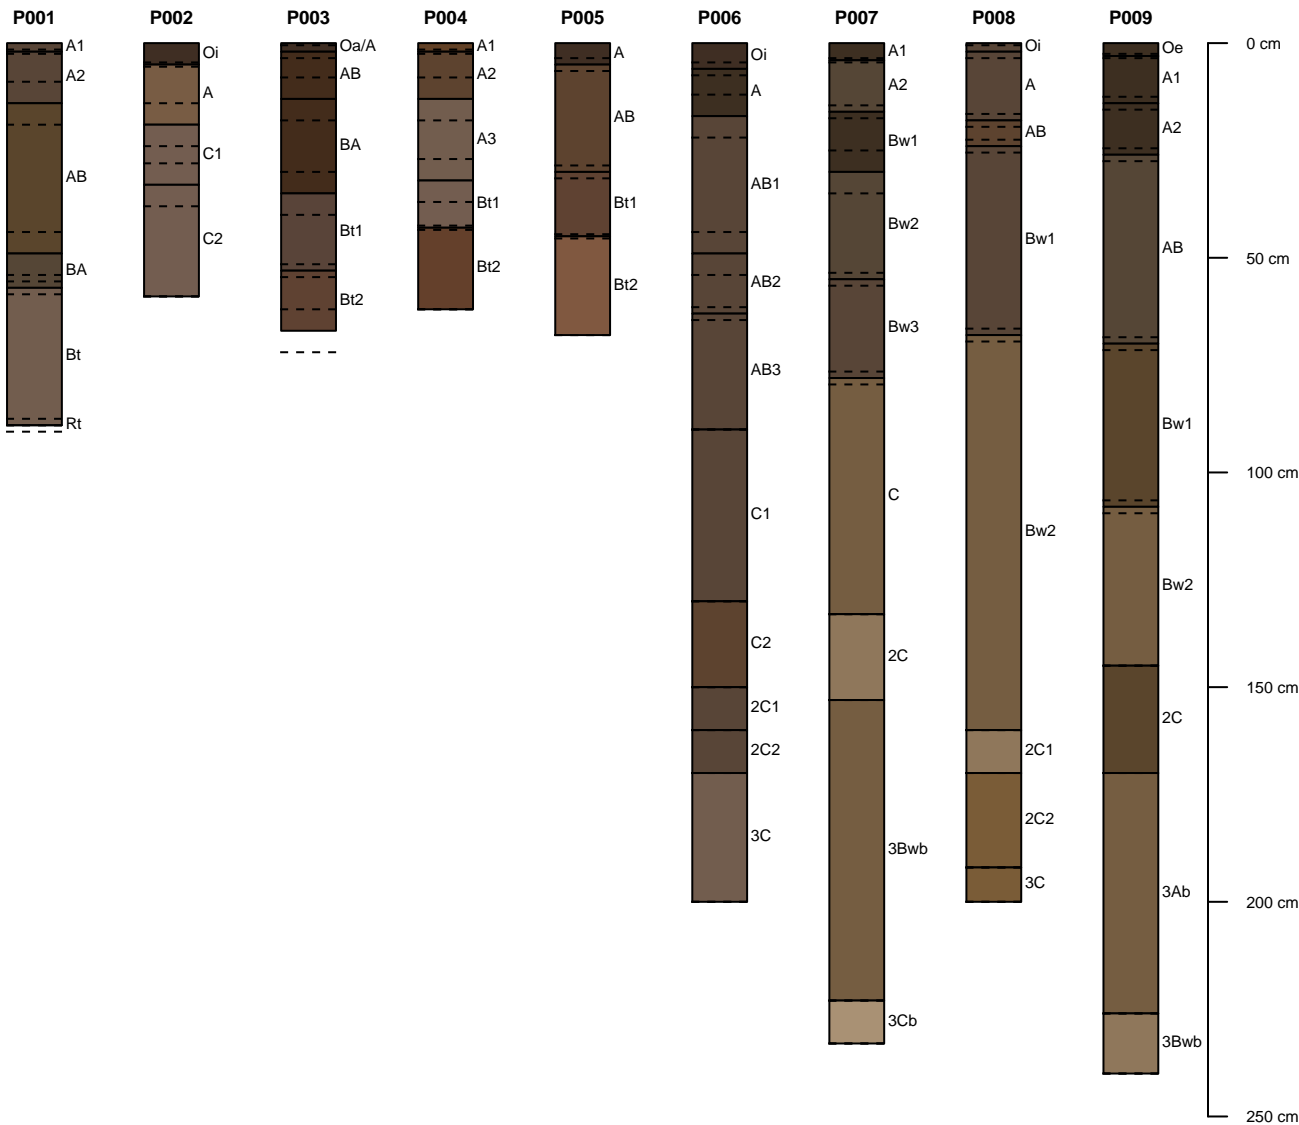 P001 P002 P003 P004 P005 P006 P007 P008 P009
A1
A2
AB
BA
Bt
Rt
Oi
A
C1
C2
Oa/A
AB
BA
Bt1
Bt2
A1
A2
A3
Bt1
Bt2
A
AB
Bt1
Bt2
Oi
A
AB1
AB2
AB3
C1
C2
2C1
2C2
3C
A1
A2
Bw1
Bw2
Bw3
C
2C
3Bwb
3Cb
Oi
A
AB
Bw1
Bw2
2C1
2C2
3C
Oe
A1
A2
AB
Bw1
Bw2
2C
3Ab
3Bwb
0 cm
50 cm
100 cm
150 cm
200 cm
250 cm